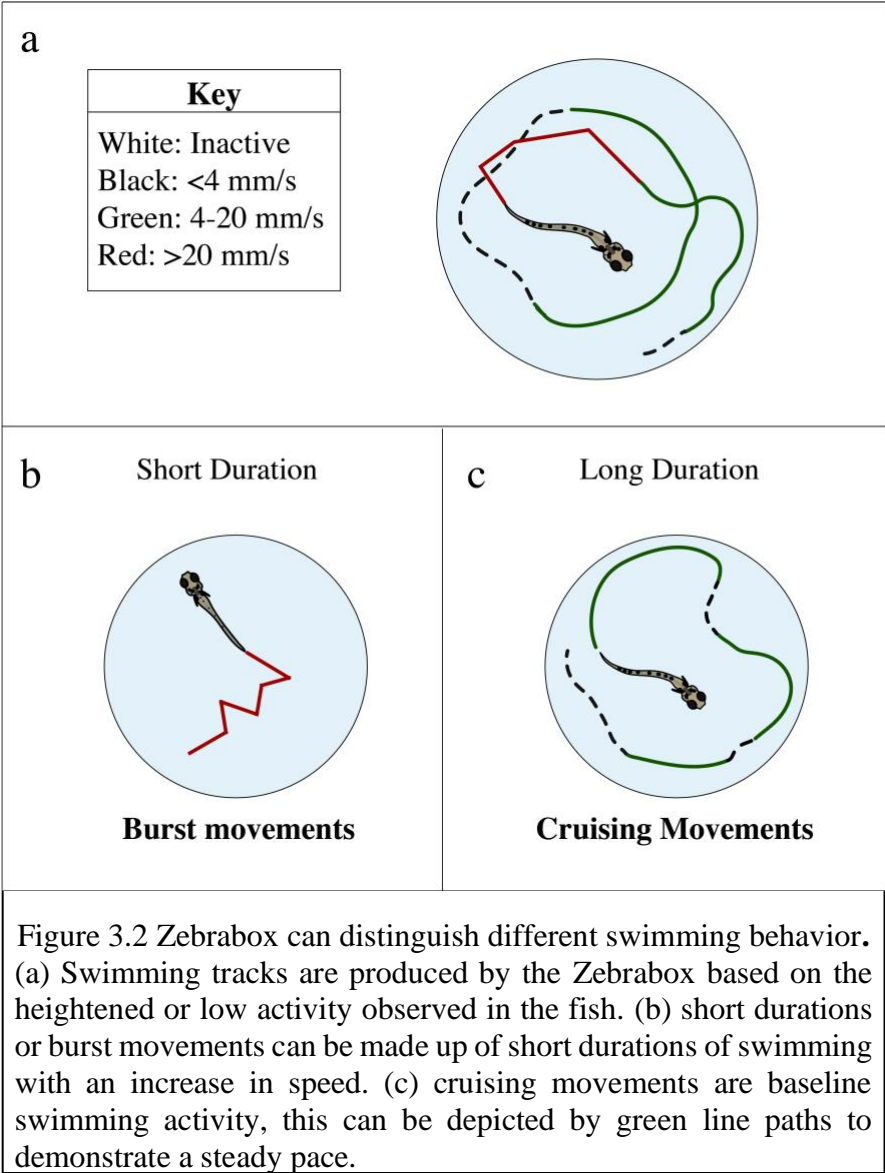 a
Key
White: Inactive
Black: <4 mm/s
Green: 4-20 mm/s
Red: >20 mm/s
b
Short Duration
Burst movements
c
Long Duration
Cruising Movements
Figure 3.2 Zebrabox can distinguish different swimming behavior.
(a) Swimming tracks are produced by the Zebrabox based on the
heightened or low activity observed in the fish. (b) short durations
or burst movements can be made up of short durations of swimming
with an increase in speed. (c) cruising movements are baseline
swimming activity, this can be depicted by green line paths to
demonstrate a steady pace.